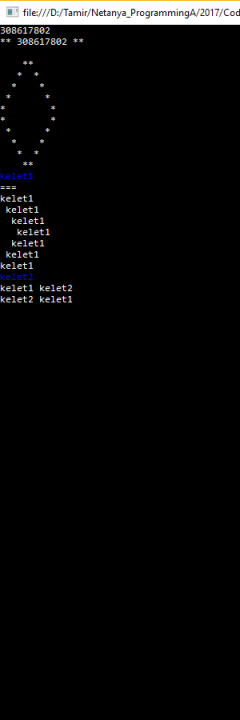 file:///D:/Tamir/Netanya_ProgrammingA/2017/Cod
308617802
** 308617802 **
    **
   *  *
  *    *
 *      *
*        *
*        *
 *      *
  *    *
   *  *
    **
kelet1
===
kelet1
 kelet1
  kelet1
   kelet1
  kelet1
 kelet1
kelet1
kelet2
kelet1 kelet2
kelet2 kelet1